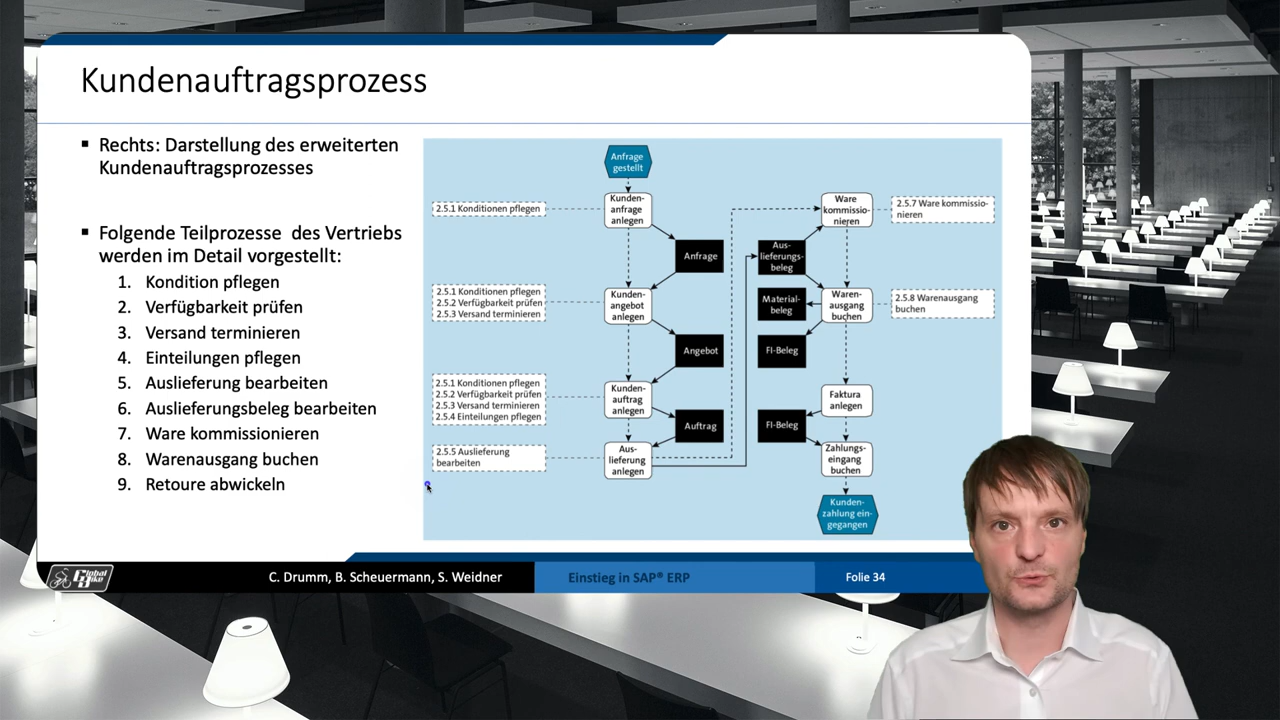 Kundenauftragsprozess
▪ Rechts: Darstellung des erweiterten
Kundenauftragsprozesses
▪ Folgende Teilprozesse des Vertriebs
werden im Detail vorgestellt:
1. Kondition pflegen
2. Verfügbarkeit prüfen
3. Versand terminieren
4. Einteilungen pflegen
5. Auslieferung bearbeiten
6. Auslieferungsbeleg bearbeiten
7. Ware kommissionieren
8. Warenausgang buchen
9. Retoure abwickeln
Anfrage
gestellt
2.5.1 Konditionen pflegen
Kunden-
anfrage
anlegen
Anfrage
2.5.1 Konditionen pflegen
2.5.2 Verfügbarkeit prüfen
2.5.3 Versand terminieren
Kunden-
angebot
anlegen
Angebot
2.5.1 Konditionen pflegen
2.5.2 Verfügbarkeit prüfen
2.5.3 Versand terminieren
2.5.4 Einteilungen pflegen
Kunden-
auftrag
anlegen
Auftrag
2.5.5 Auslieferung
bearbeiten
Aus-
lieferung
anlegen
Ware
kommissio-
nieren
2.5.7 Ware kommissio-
nieren
Aus-
lieferungs-
beleg
Material-
beleg
Waren-
ausgang
buchen
2.5.8 Warenausgang
buchen
FI-Beleg
Faktura
anlegen
FI-Beleg
Zahlungs-
eingang
buchen
Kunden-
zahlung ein-
gegangen
Global
Bike
C. Drumm, B. Scheuermann, S. Weidner
Einstieg in SAP® ERP
Folie 34